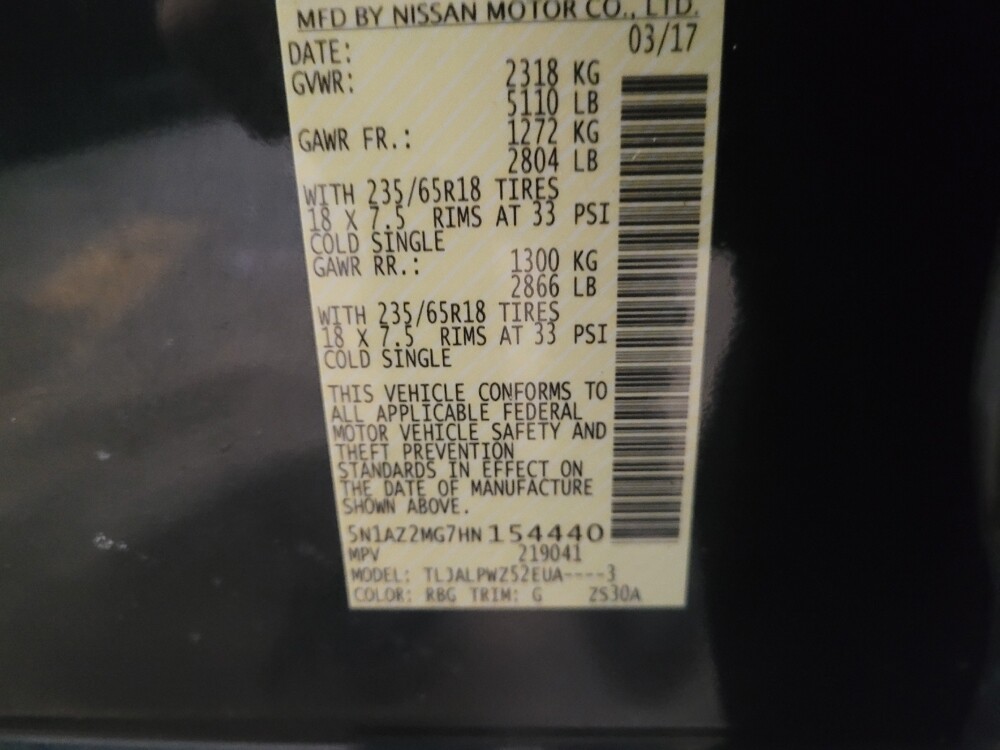 MFD BY NISSAN MOTOR CO., LTD.
DATE: 03/17
GVWR: 2318 KG
5110 LB
GAWR FR.: 1272 KG
2804 LB
WITH 235/65R18 TIRES
18 X 7.5 RIMS AT 33 PSI
COLD SINGLE
GAWR RR.: 1300 KG
2866 LB
WITH 235/65R18 TIRES
18 X 7.5 RIMS AT 33 PSI
COLD SINGLE
THIS VEHICLE CONFORMS TO
ALL APPLICABLE FEDERAL
MOTOR VEHICLE SAFETY AND
THEFT PREVENTION
STANDARDS IN EFFECT ON
THE DATE OF MANUFACTURE
SHOWN ABOVE.
5N1AZ2MG7HN154440
MPV 219041
MODEL: TLJALPWZ52EUA----3
COLOR: RBG TRIM: G 2S30A